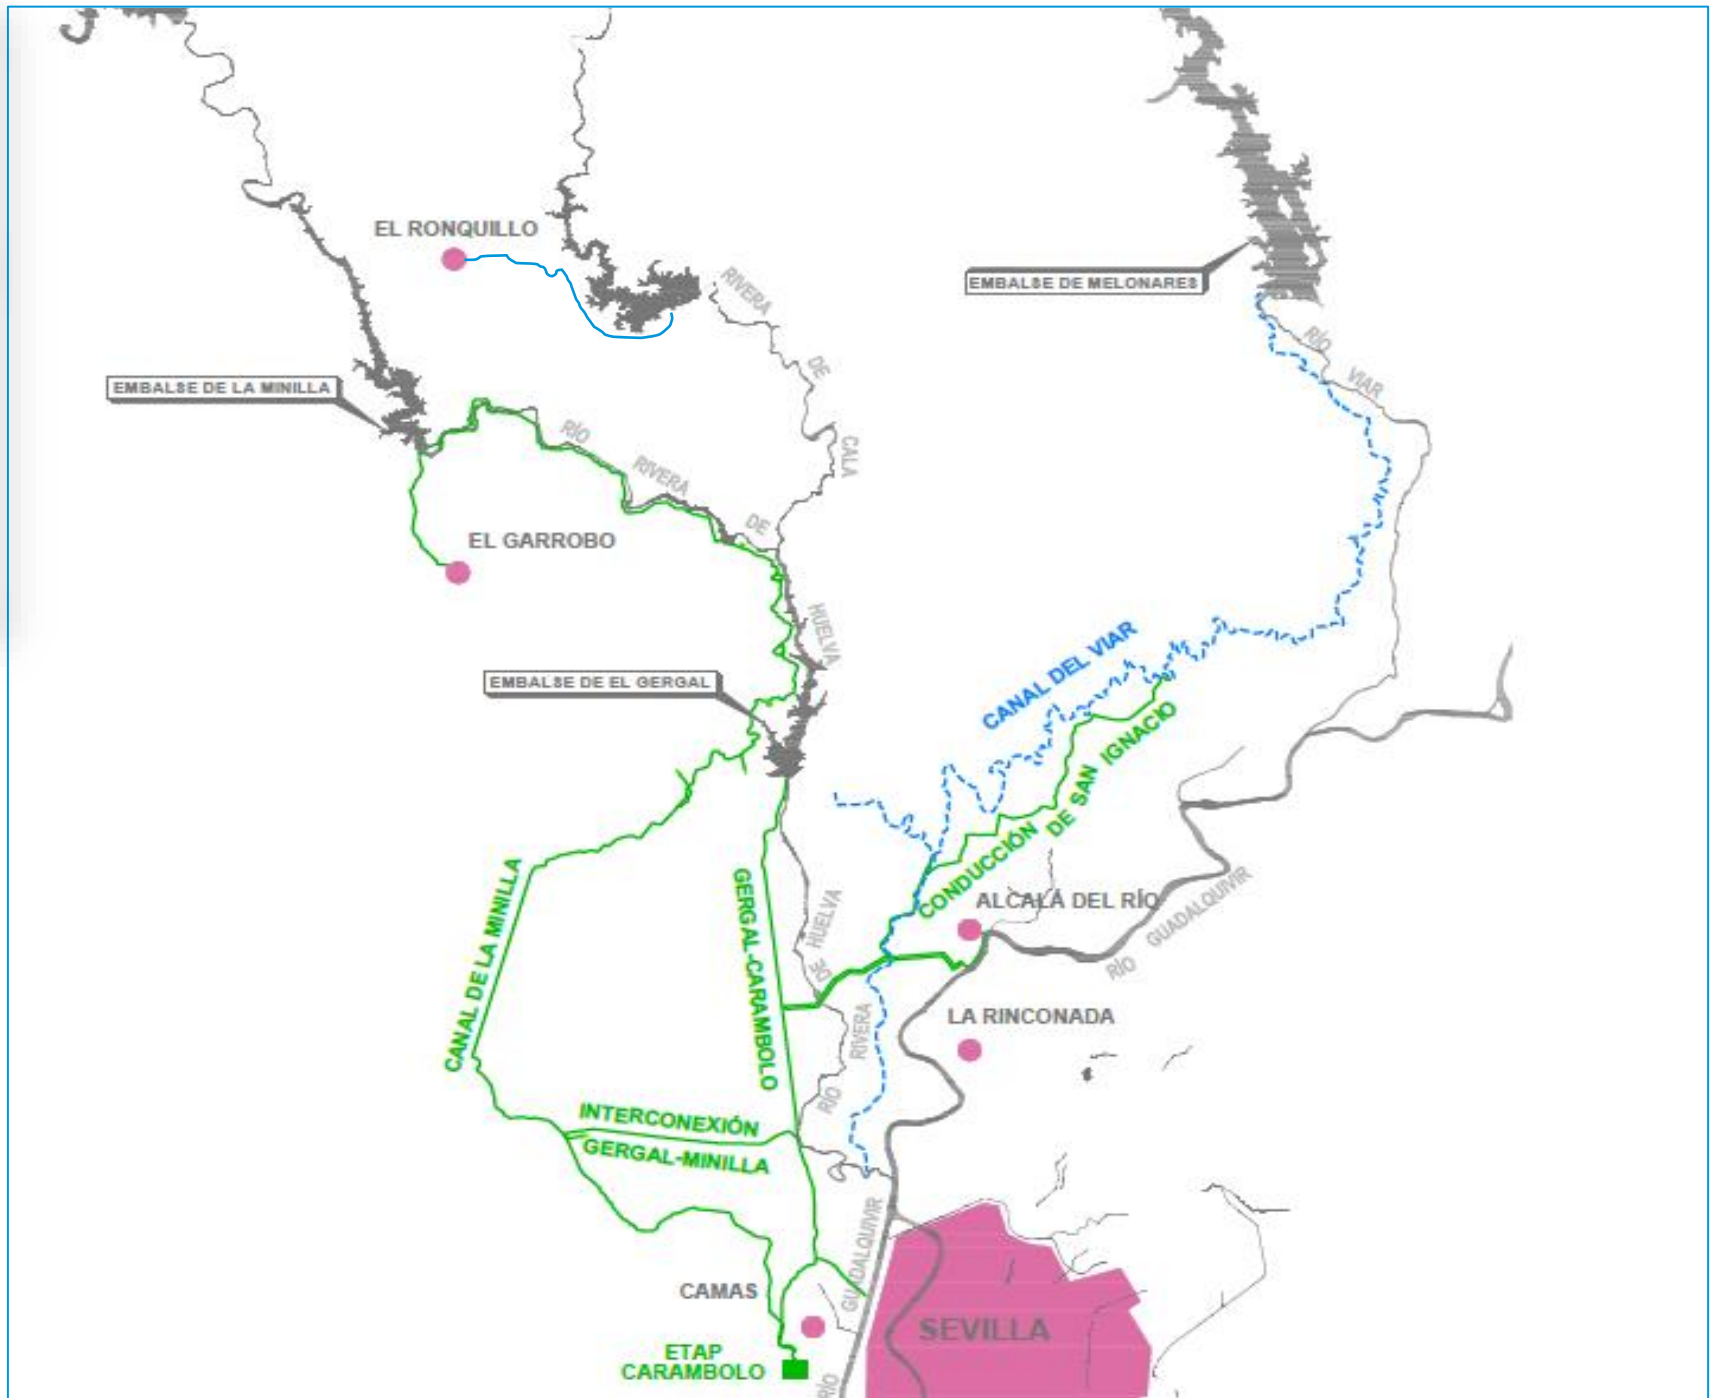 EL RONQUILLO
RIVERA
DE
CALA
EMBALSE DE MELONARES
RÍO
VIAR
EMBALSE DE LA MINILLA
RÍO
RIVERA
DE
HUELVA
EL GARROBO
EMBALSE DE EL GERGAL
CANAL DEL VIAR
CONDUCCIÓN DE SAN IGNACIO
CANAL DE LA MINILLA
GERGAL-CARAMBOLO
ALCALÁ DEL RÍO
RÍO
GUADALQUIVIR
RÍO
RIVERA
DE
HUELVA
LA RINCONADA
INTERCONEXIÓN
GERGAL-MINILLA
CAMAS
RÍO
GUADALQUIVIR
SEVILLA
ETAP
CARAMBOLO